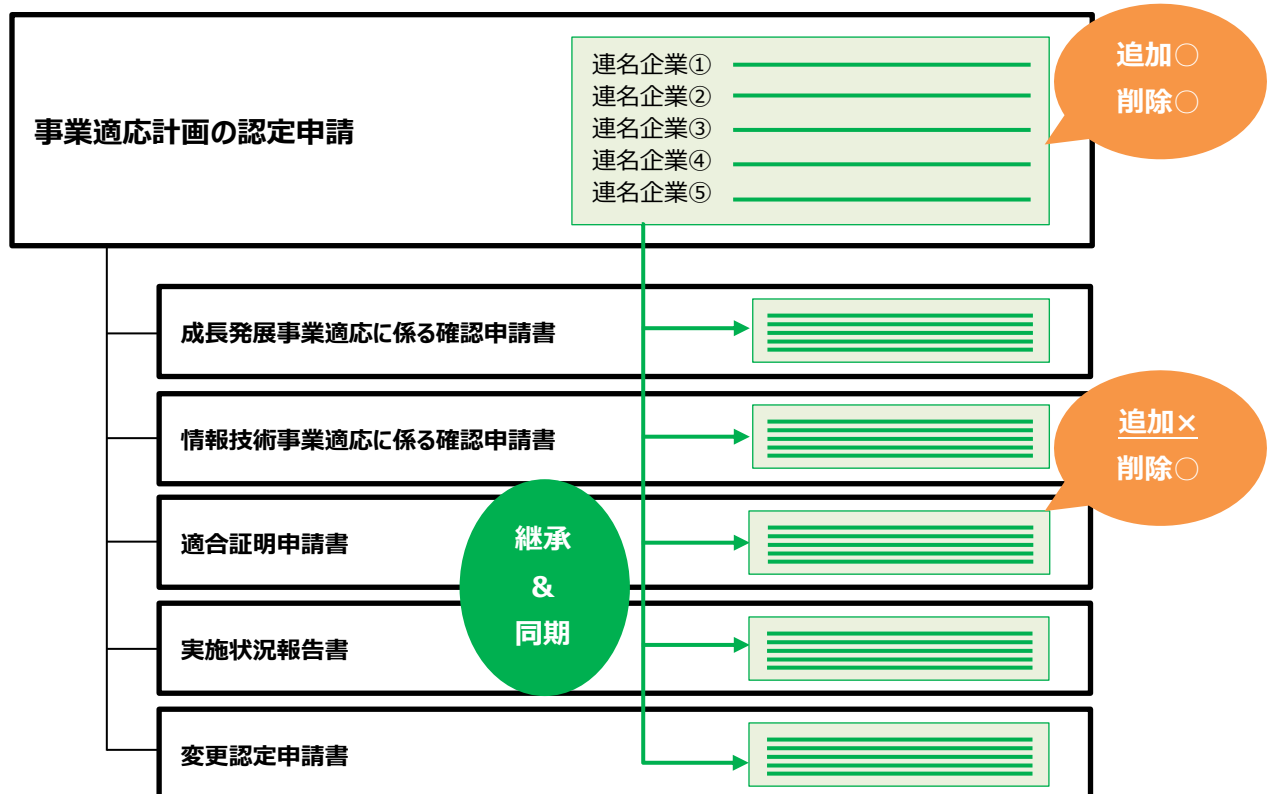 事業適応計画の認定申請
連名企業①
連名企業②
連名企業③
連名企業④
連名企業⑤
追加○
削除○
成長発展事業適応に係る確認申請書
情報技術事業適応に係る確認申請書
追加×
削除○
適合証明申請書
継承
&
同期
実施状況報告書
変更認定申請書